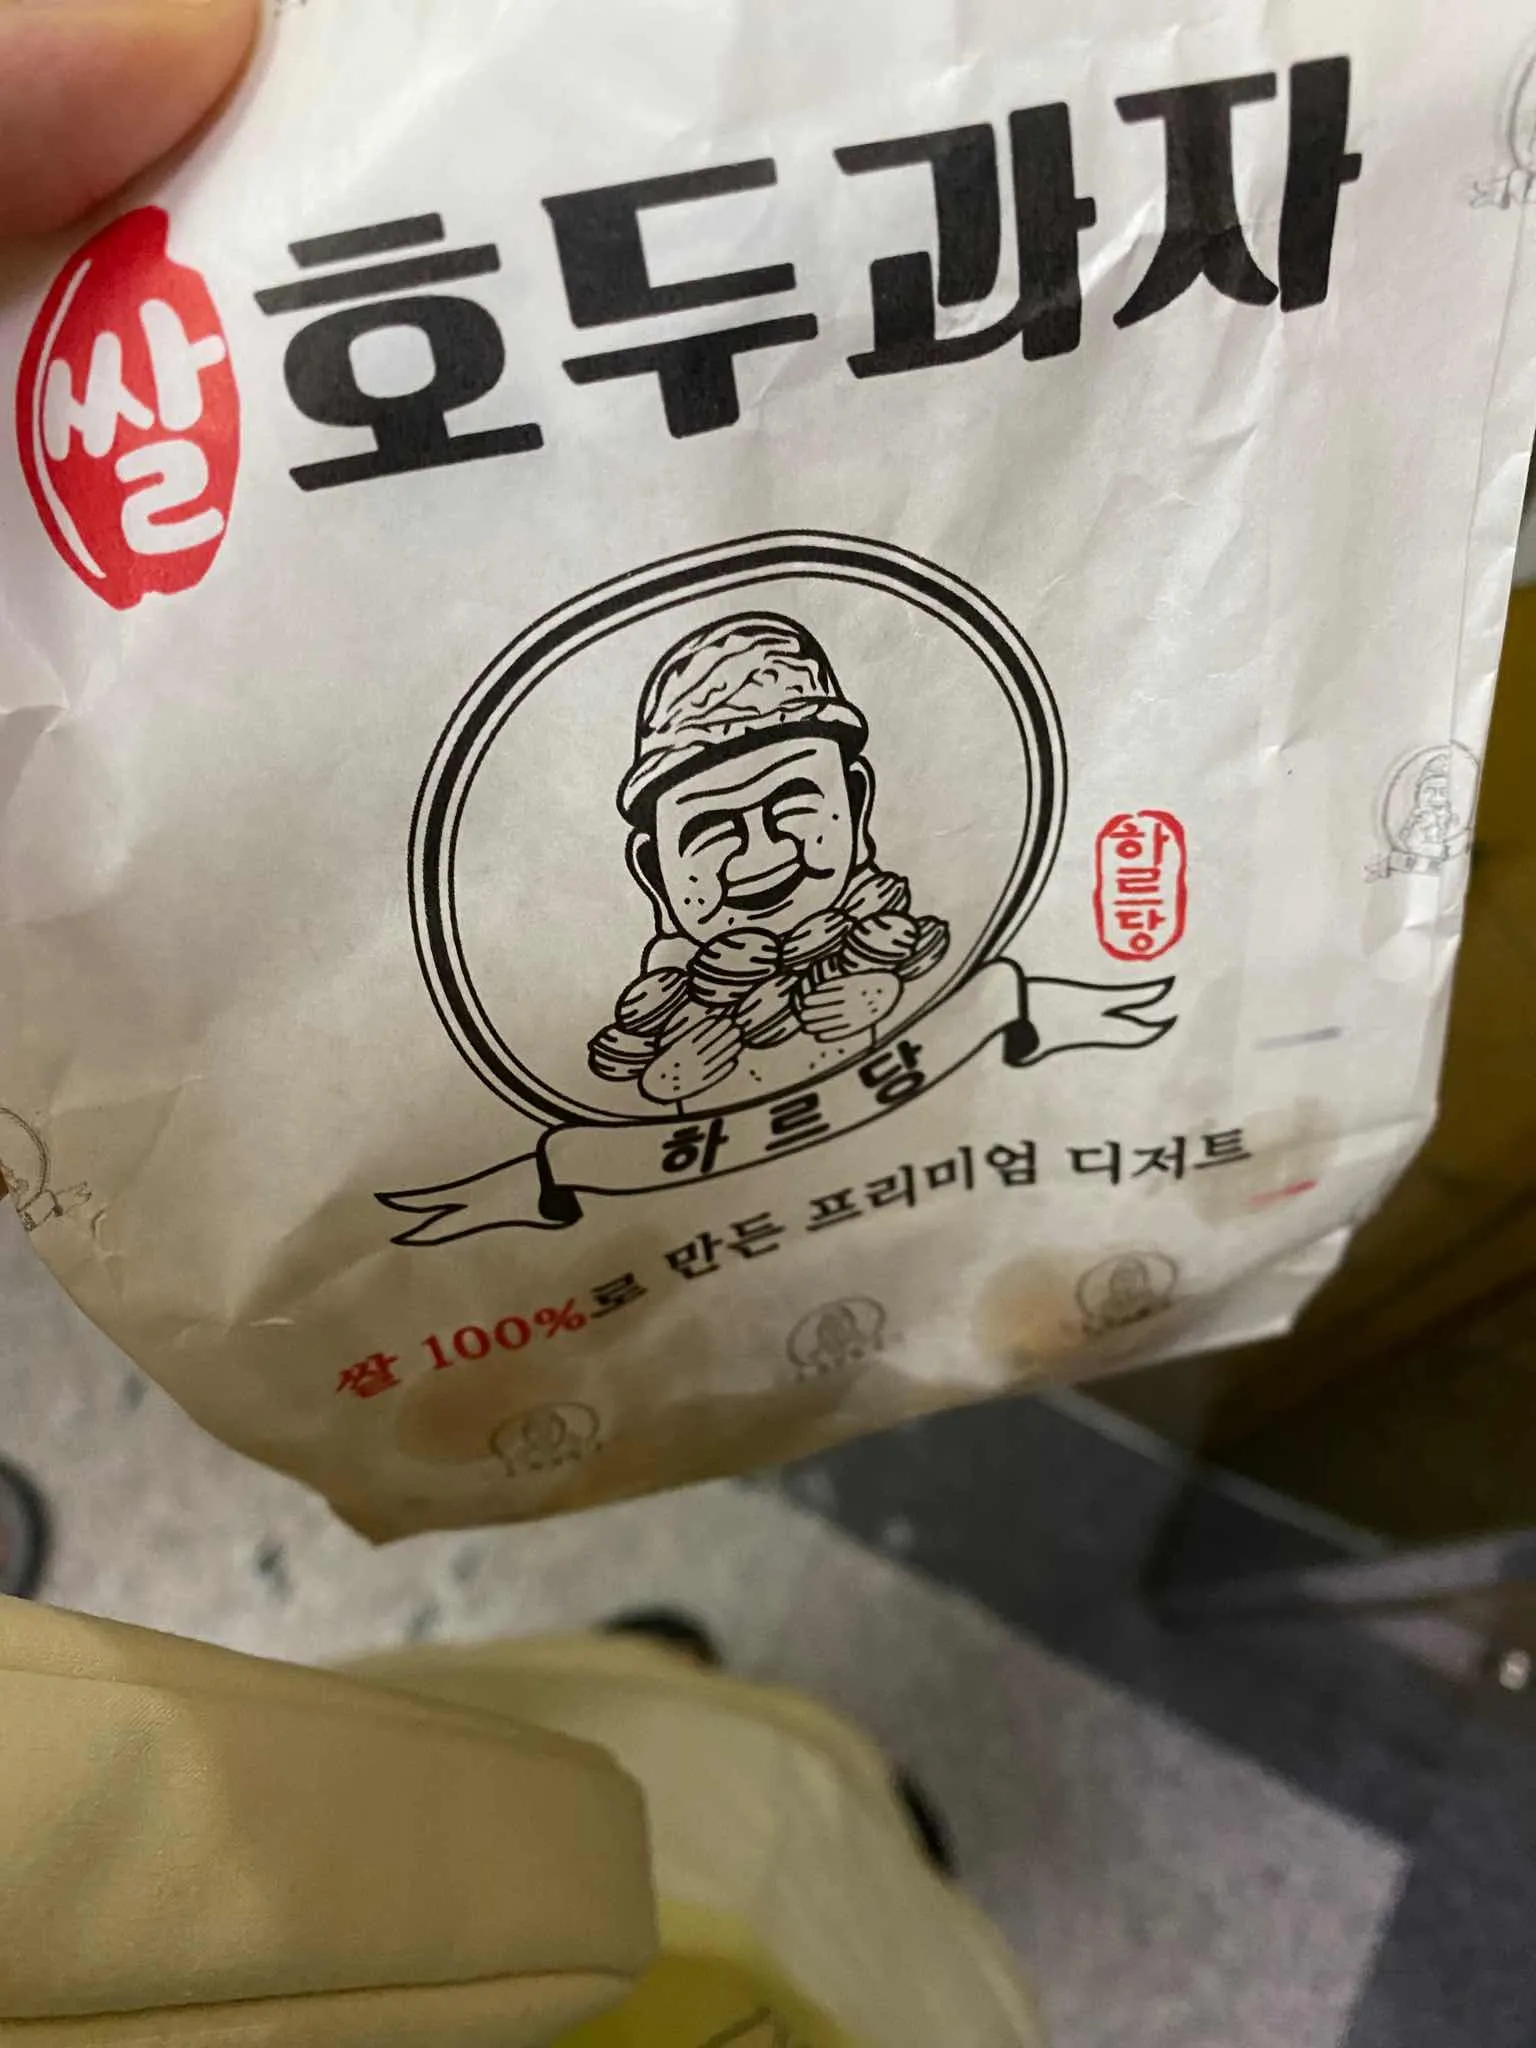 쌀 호두과자
하르당
하르당
쌀 100%로 만든 프리미엄 디저트